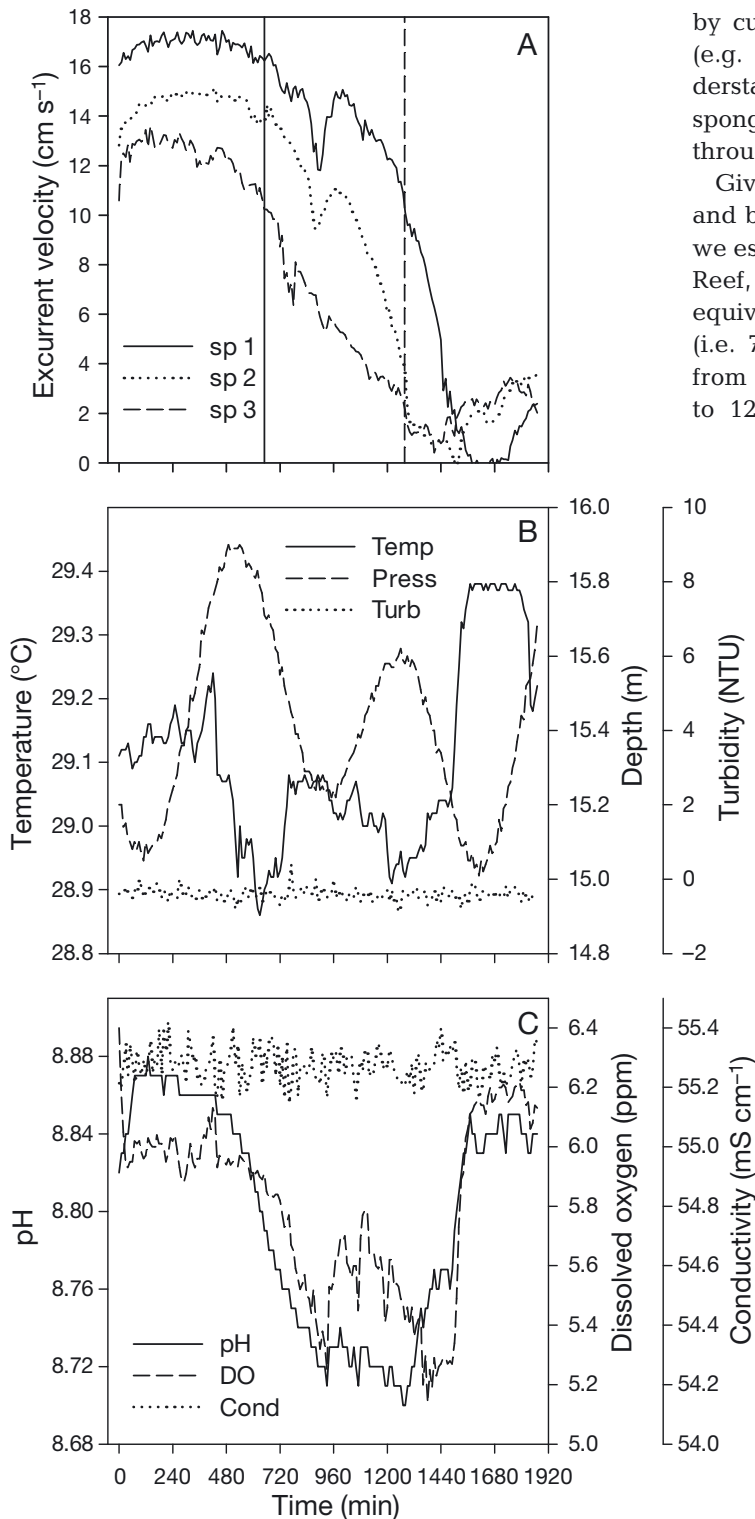 A
18
16
14
12
10
8
6
4
2
0
Excurrent velocity (cm s⁻¹)
sp 1
sp 2
sp 3
by cu
(e.g.
dersta
spong
throu
Giv
and b
we es
Reef,
equiv
(i.e. 7
from
to 12
B
Temp
Press
Turb
29.4
29.3
29.2
29.1
29.0
28.9
28.8
Temperature (°C)
16.0
15.8
15.6
15.4
15.2
15.0
14.8
Depth (m)
10
8
6
4
2
0
−2
Turbidity (NTU)
C
8.88
8.84
8.80
8.76
8.72
8.68
pH
pH
DO
Cond
6.4
6.2
6.0
5.8
5.6
5.4
5.2
5.0
Dissolved oxygen (ppm)
55.4
55.2
55.0
54.8
54.6
54.4
54.2
54.0
Conductivity (mS cm⁻¹)
0 240 480 720 960 1200 1440 1680 1920
Time (min)